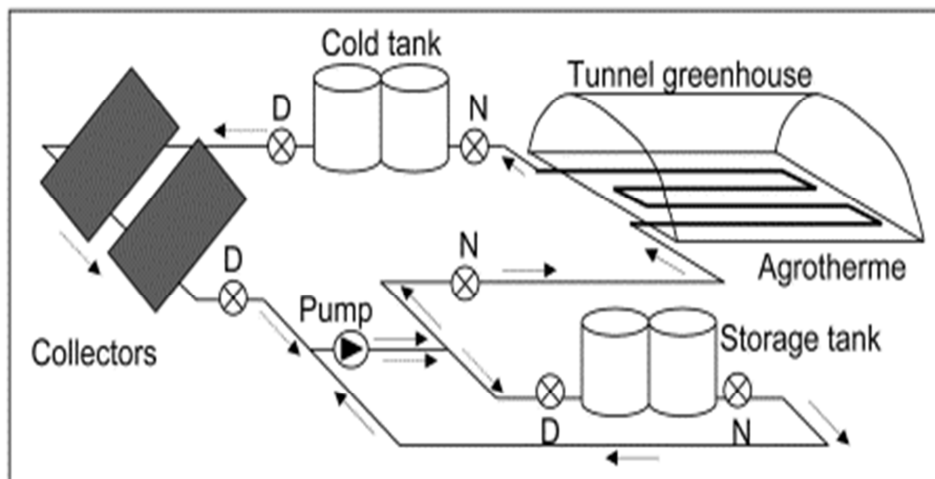 Cold tank
Tunnel greenhouse
D
N
N
Agrotherme
D
Pump
Storage tank
Collectors
D
N